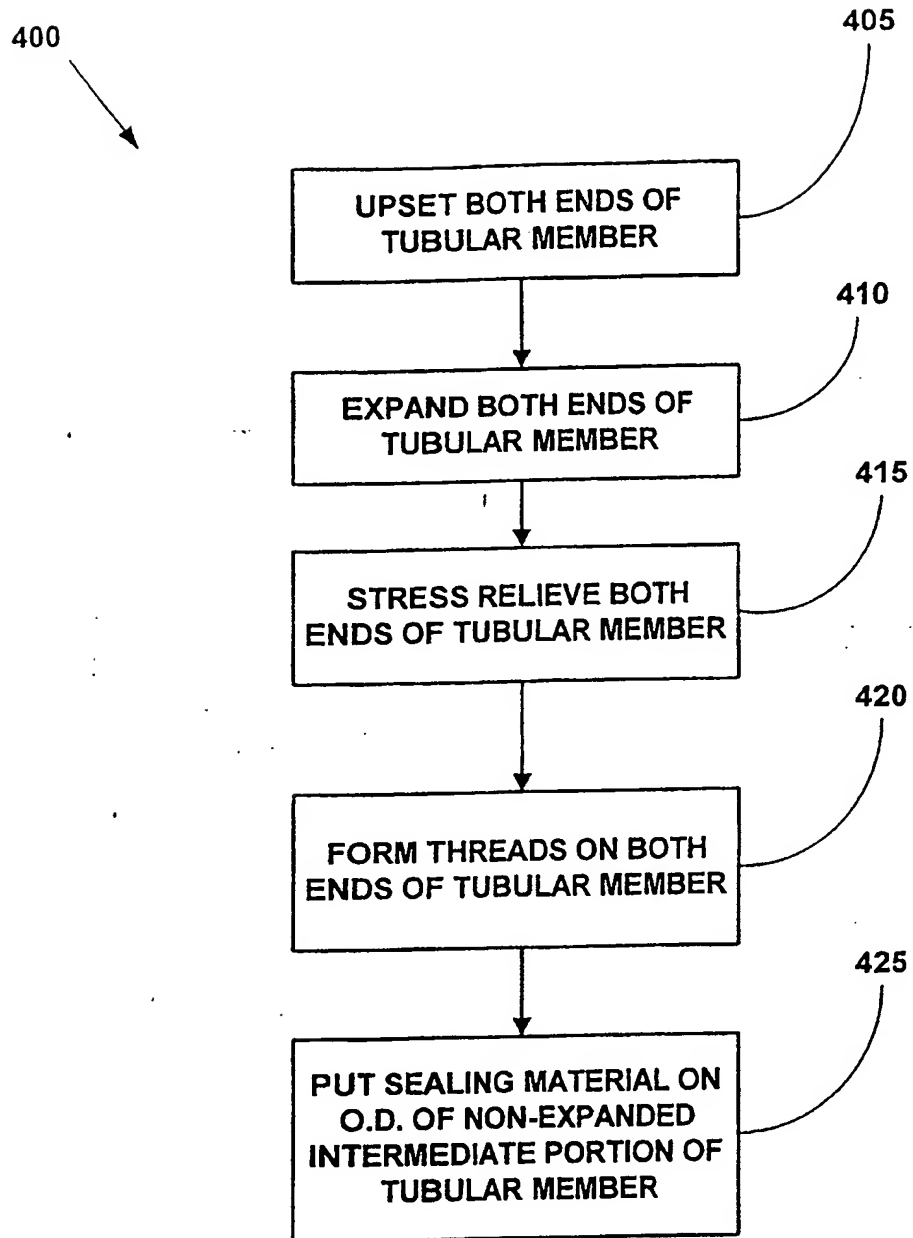 400
405
UPSET BOTH ENDS OF
TUBULAR MEMBER
410
EXPAND BOTH ENDS OF
TUBULAR MEMBER
415
STRESS RELIEVE BOTH
ENDS OF TUBULAR MEMBER
420
FORM THREADS ON BOTH
ENDS OF TUBULAR MEMBER
425
PUT SEALING MATERIAL ON
O.D. OF NON-EXPANDED
INTERMEDIATE PORTION OF
TUBULAR MEMBER